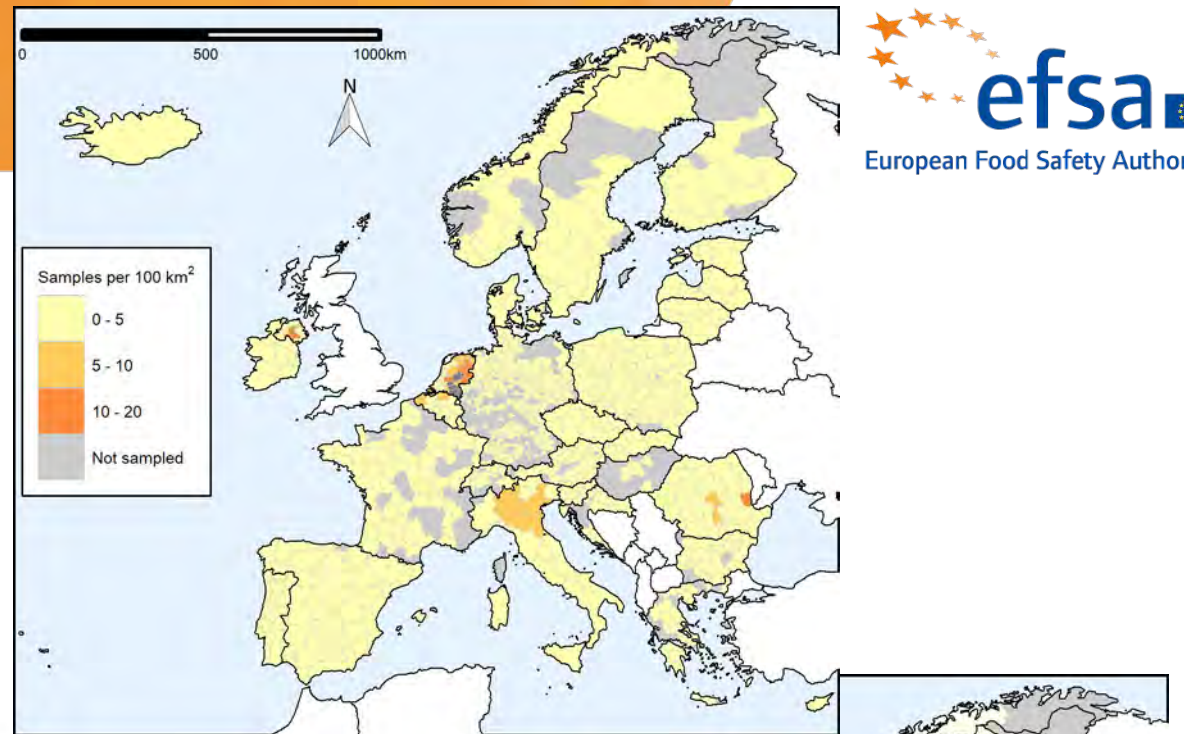 0 500 1000km
N
efsa
European Food Safety Author
Samples per 100 km²
0 - 5
5 - 10
10 - 20
Not sampled